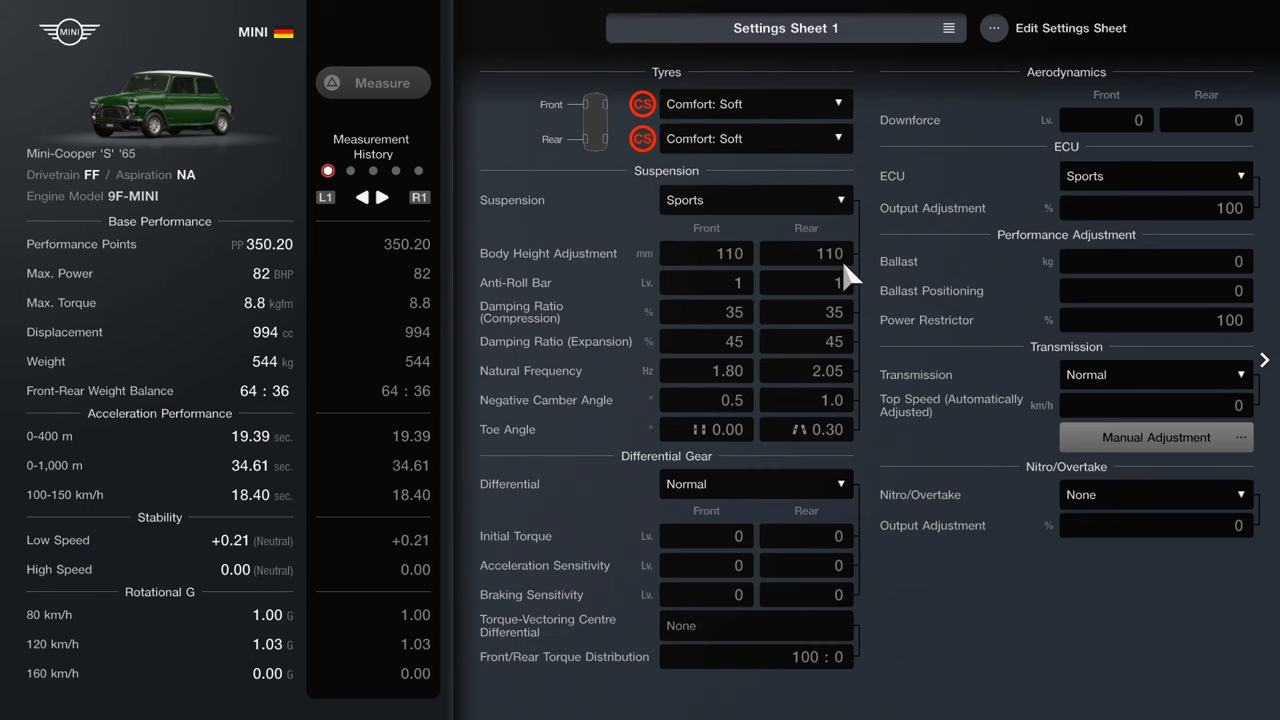 MINI
MINI
Mini-Cooper 'S' '65
Drivetrain FF / Aspiration NA
Engine Model 9F-MINI
Base Performance
Performance Points PP 350.20
Max. Power 82 BHP
Max. Torque 8.8 kgfm
Displacement 994 cc
Weight 544 kg
Front-Rear Weight Balance 64 : 36
Acceleration Performance
0-400 m 19.39 sec.
0-1,000 m 34.61 sec.
100-150 km/h 18.40 sec.
Stability
Low Speed +0.21 (Neutral)
High Speed 0.00 (Neutral)
Rotational G
80 km/h 1.00 G
120 km/h 1.03 G
160 km/h 0.00 G
Measure
Measurement
History
L1 R1
350.20
82
8.8
994
544
64 : 36
19.39
34.61
18.40
+0.21
0.00
1.00
1.03
0.00
Settings Sheet 1
Edit Settings Sheet
Tyres
Front CS Comfort: Soft
Rear CS Comfort: Soft
Suspension
Suspension Sports
Front Rear
Body Height Adjustment mm 110 110
Anti-Roll Bar Lv. 1 1
Damping Ratio
(Compression) % 35 35
Damping Ratio (Expansion) % 45 45
Natural Frequency Hz 1.80 2.05
Negative Camber Angle ° 0.5 1.0
Toe Angle ° 0.00 0.30
Differential Gear
Differential Normal
Front Rear
Initial Torque Lv. 0 0
Acceleration Sensitivity Lv. 0 0
Braking Sensitivity Lv. 0 0
Torque-Vectoring Centre
Differential None
Front/Rear Torque Distribution 100 : 0
Aerodynamics
Front Rear
Downforce Lv. 0 0
ECU
ECU Sports
Output Adjustment % 100
Performance Adjustment
Ballast kg 0
Ballast Positioning 0
Power Restrictor % 100
Transmission
Transmission Normal
Top Speed (Automatically
Adjusted) km/h 0
Manual Adjustment
Nitro/Overtake
Nitro/Overtake None
Output Adjustment % 0